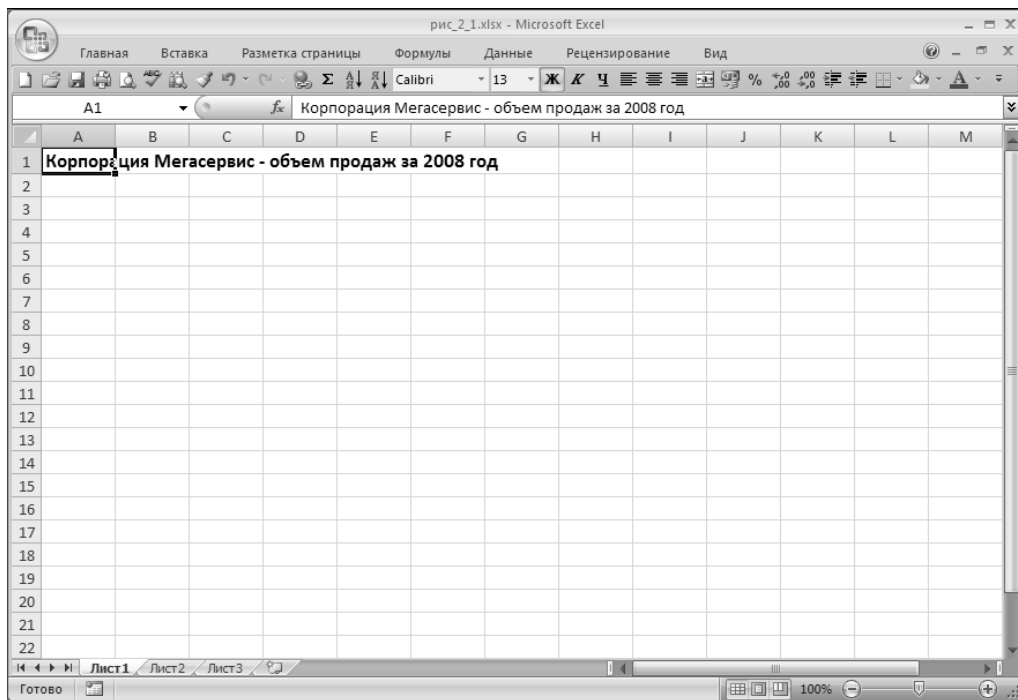 рис_2_1.xlsx - Microsoft Excel
Главная Вставка Разметка страницы Формулы Данные Рецензирование Вид
Calibri 13 Ж К Ч %
A1 fx Корпорация Мегасервис - объем продаж за 2008 год
A B C D E F G H I J K L M
1 Корпорация Мегасервис - объем продаж за 2008 год
2
3
4
5
6
7
8
9
10
11
12
13
14
15
16
17
18
19
20
21
22
Лист1 Лист2 Лист3
Готово 100%